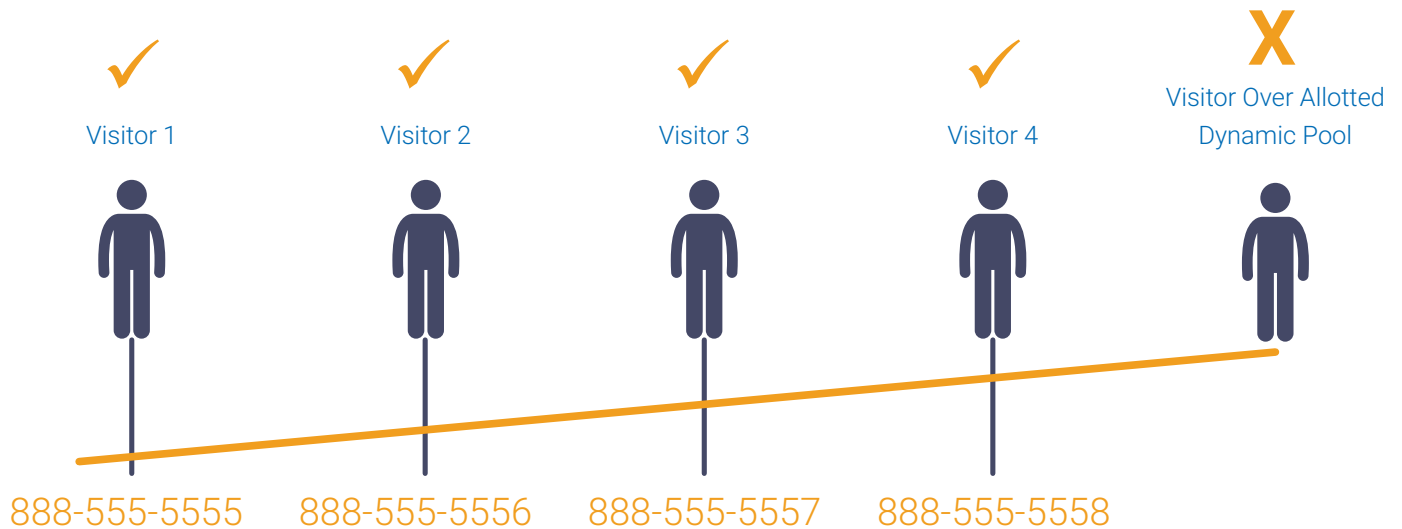 X
Visitor 1
Visitor 2
Visitor 3
Visitor 4
Visitor Over Allotted
Dynamic Pool
888-555-5555
888-555-5556
888-555-5557
888-555-5558